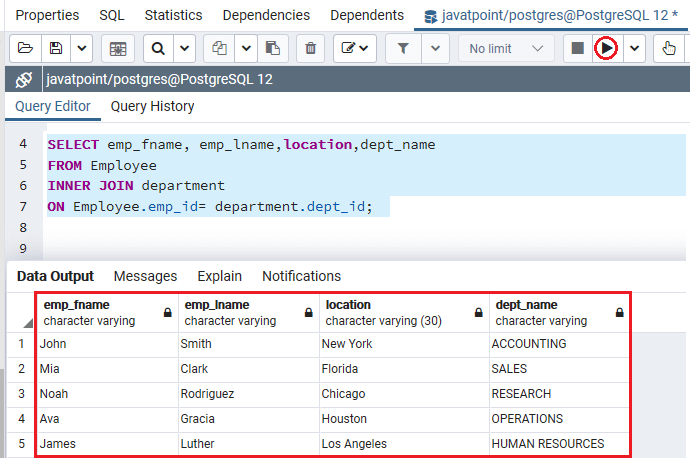 Properties SQL Statistics Dependencies Dependents javatpoint/postgres@PostgreSQL 12 *
No limit
javatpoint/postgres@PostgreSQL 12
Query Editor Query History
4 SELECT emp_fname, emp_lname,location,dept_name
5 FROM Employee
6 INNER JOIN department
7 ON Employee.emp_id= department.dept_id;
8
9
Data Output Messages Explain Notifications
emp_fname emp_lname location dept_name
character varying character varying character varying (30) character varying
1 John Smith New York ACCOUNTING
2 Mia Clark Florida SALES
3 Noah Rodriguez Chicago RESEARCH
4 Ava Gracia Houston OPERATIONS
5 James Luther Los Angeles HUMAN RESOURCES